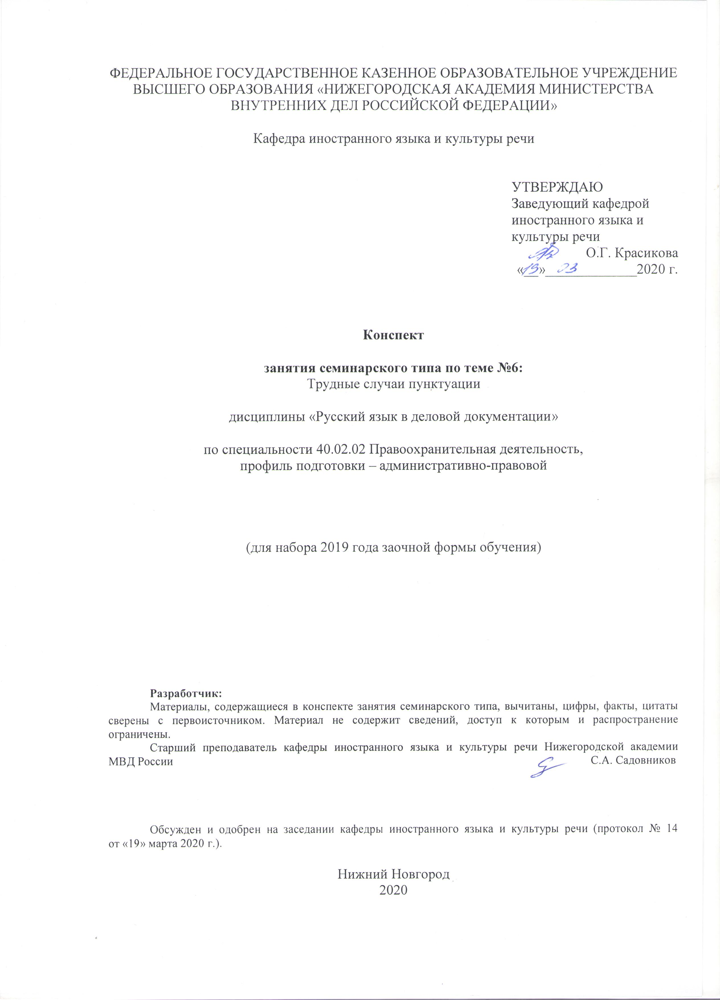 ФЕДЕРАЛЬНОЕ ГОСУДАРСТВЕННОЕ КАЗЕННОЕ ОБРАЗОВАТЕЛЬНОЕ УЧРЕЖДЕНИЕ
ВЫСШЕГО ОБРАЗОВАНИЯ «НИЖЕГОРОДСКАЯ АКАДЕМИЯ МИНИСТЕРСТВА
ВНУТРЕННИХ ДЕЛ РОССИЙСКОЙ ФЕДЕРАЦИИ»
Кафедра иностранного языка и культуры речи
УТВЕРЖДАЮ
Заведующий кафедрой
иностранного языка и
культуры речи
О.Г. Красикова
«19» 03 2020 г.
Конспект
занятия семинарского типа по теме №6:
Трудные случаи пунктуации
дисциплины «Русский язык в деловой документации»
по специальности 40.02.02 Правоохранительная деятельность,
профиль подготовки – административно-правовой
(для набора 2019 года заочной формы обучения)
Разработчик:
Материалы, содержащиеся в конспекте занятия семинарского типа, вычитаны, цифры, факты, цитаты
сверены с первоисточником. Материал не содержит сведений, доступ к которым и распространение
ограничены.
Старший преподаватель кафедры иностранного языка и культуры речи Нижегородской академии
МВД России С.А. Садовников
Обсужден и одобрен на заседании кафедры иностранного языка и культуры речи (протокол № 14
от «19» марта 2020 г.).
Нижний Новгород
2020